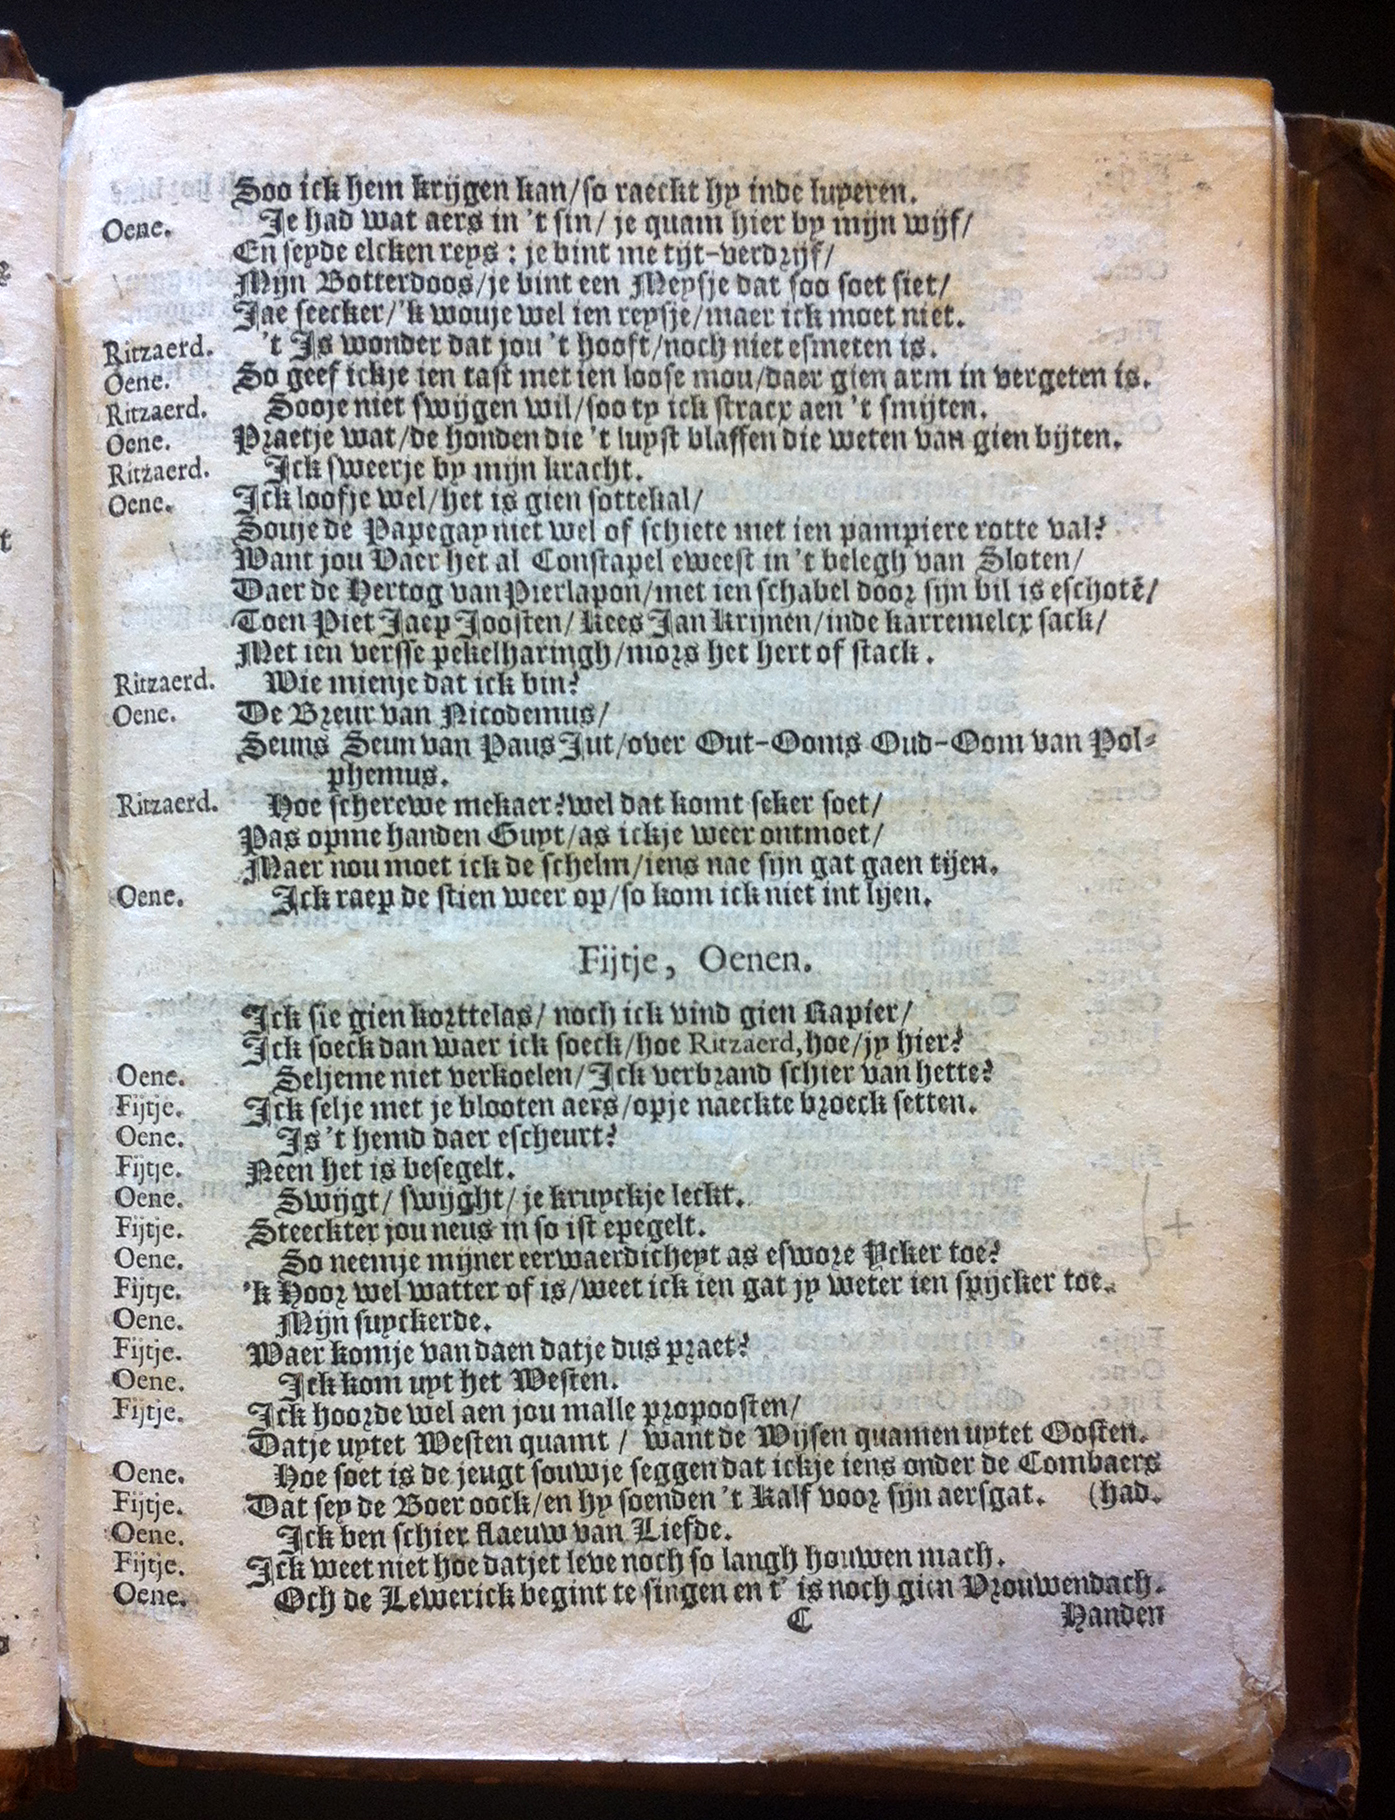 Soo ick hem krijgen kan/so raeckt hy inde luyeren.
Oene. Je had wat aers in 't sin/ je quam hier by mijn wijf/
En seyde elcken reys : je bint me tijt-verdrijf/
Mijn Botterdoos/je bint een Meysje dat soo soet siet/
Jae seecker/'k wouje wel ien reysje/maer ick moet niet.
Ritzaerd. 't Is wonder dat jou 't hooft/noch niet esmeten is.
Oene. So geef ickje ien tast met ien loose mou/daer gien arm in vergeten is.
Ritzaerd. Sooje niet swijgen wil/soo ty ick stracx aen 't smijten.
Oene. Praetje wat/de honden die 't luyst blaffen die weten van gien bijten.
Ritzaerd. Ick sweerje by mijn kracht.
Oene. Ick loofje wel/het is gien sottekal/
Souje de Papegay niet wel of schiete met ien pampiere rotte val?
Want jou Vaer het al Constapel eweest in 't belegh van Sloten/
Daer de Hertog van Pierlapon/met ien schabel door sijn bil is eschotẽ/
Toen Piet Jaep Joosten/ Kees Jan Krijnen/inde karremelcx sack/
Met ien versse pekelharingh/mors het hert of stack.
Ritzaerd. Wie mienje dat ick bin?
Oene. De Breur van Nicodemus/
Seuns Seun van Paus Jut/over Out-Ooms Oud-Oom van Pol-
phemus.
Ritzaerd. Hoe scherewe mekaer?wel dat komt seker soet/
Pas opme handen Guyt/as ickje weer ontmoet/
Maer nou moet ick de schelm/iens nae sijn gat gaen tijen.
Oene. Ick raep de stien weer op/so kom ick niet int lijen.
Fijtje, Oenen.
Ick sie gien korttelas/ noch ick vind gien Rapier/
Ick soeck dan waer ick soeck/hoe Ritzaerd, hoe/jy hier?
Oene. Seljeme niet verkoelen/Ick verbrand schier van hette?
Fijtje. Ick selje met je blooten aers/opje naeckte broeck setten.
Oene. Is 't hemd daer escheurt?
Fijtje. Neen het is besegelt.
Oene. Swijgt/ swijght/je kruyckje leckt.
Fijtje. Steeckter jou neus in so ist epegelt.
Oene. So neemje mijner eerwaerdicheyt as eswore Ycker toe?
Fijtje. 'k Hoor wel watter of is/weet ick ien gat jy weter ien spijcker toe.
Oene. Mijn suyckerde.
Fijtje. Waer komje van daen datje dus praet?
Oene. Ick kom uyt het Westen.
Fijtje. Ick hoorde wel aen jou malle propoosten/
Datje uytet Westen quamt / want de Wijsen quamen uytet Oosten.
Oene. Hoe soet is de jeugt souwje seggen dat ickje iens onder de Combaers
Fijtje. Dat sey de Boer oock/en hy soenden 't Kalf voor sijn aersgat. (had.
Oene. Ick ben schier flaeuw van Liefde.
Fijtje. Ick weet niet hoe datjet leve noch so langh houwen mach.
Oene. Och de Lewerick begint te singen en t' is noch gien Vrouwendach.
C Handen